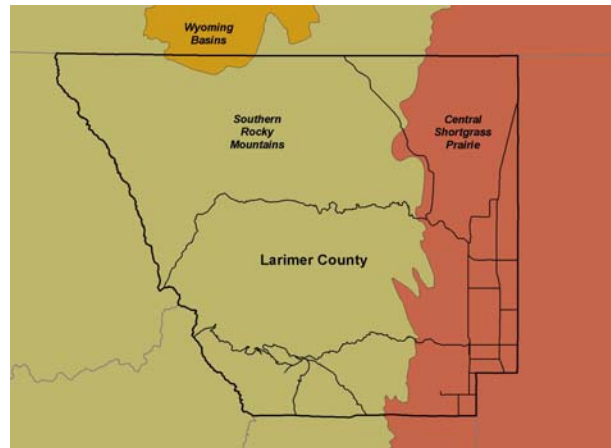 Wyoming
Basins
Southern
Rocky
Mountains
Central
Shortgrass
Prairie
Larimer County